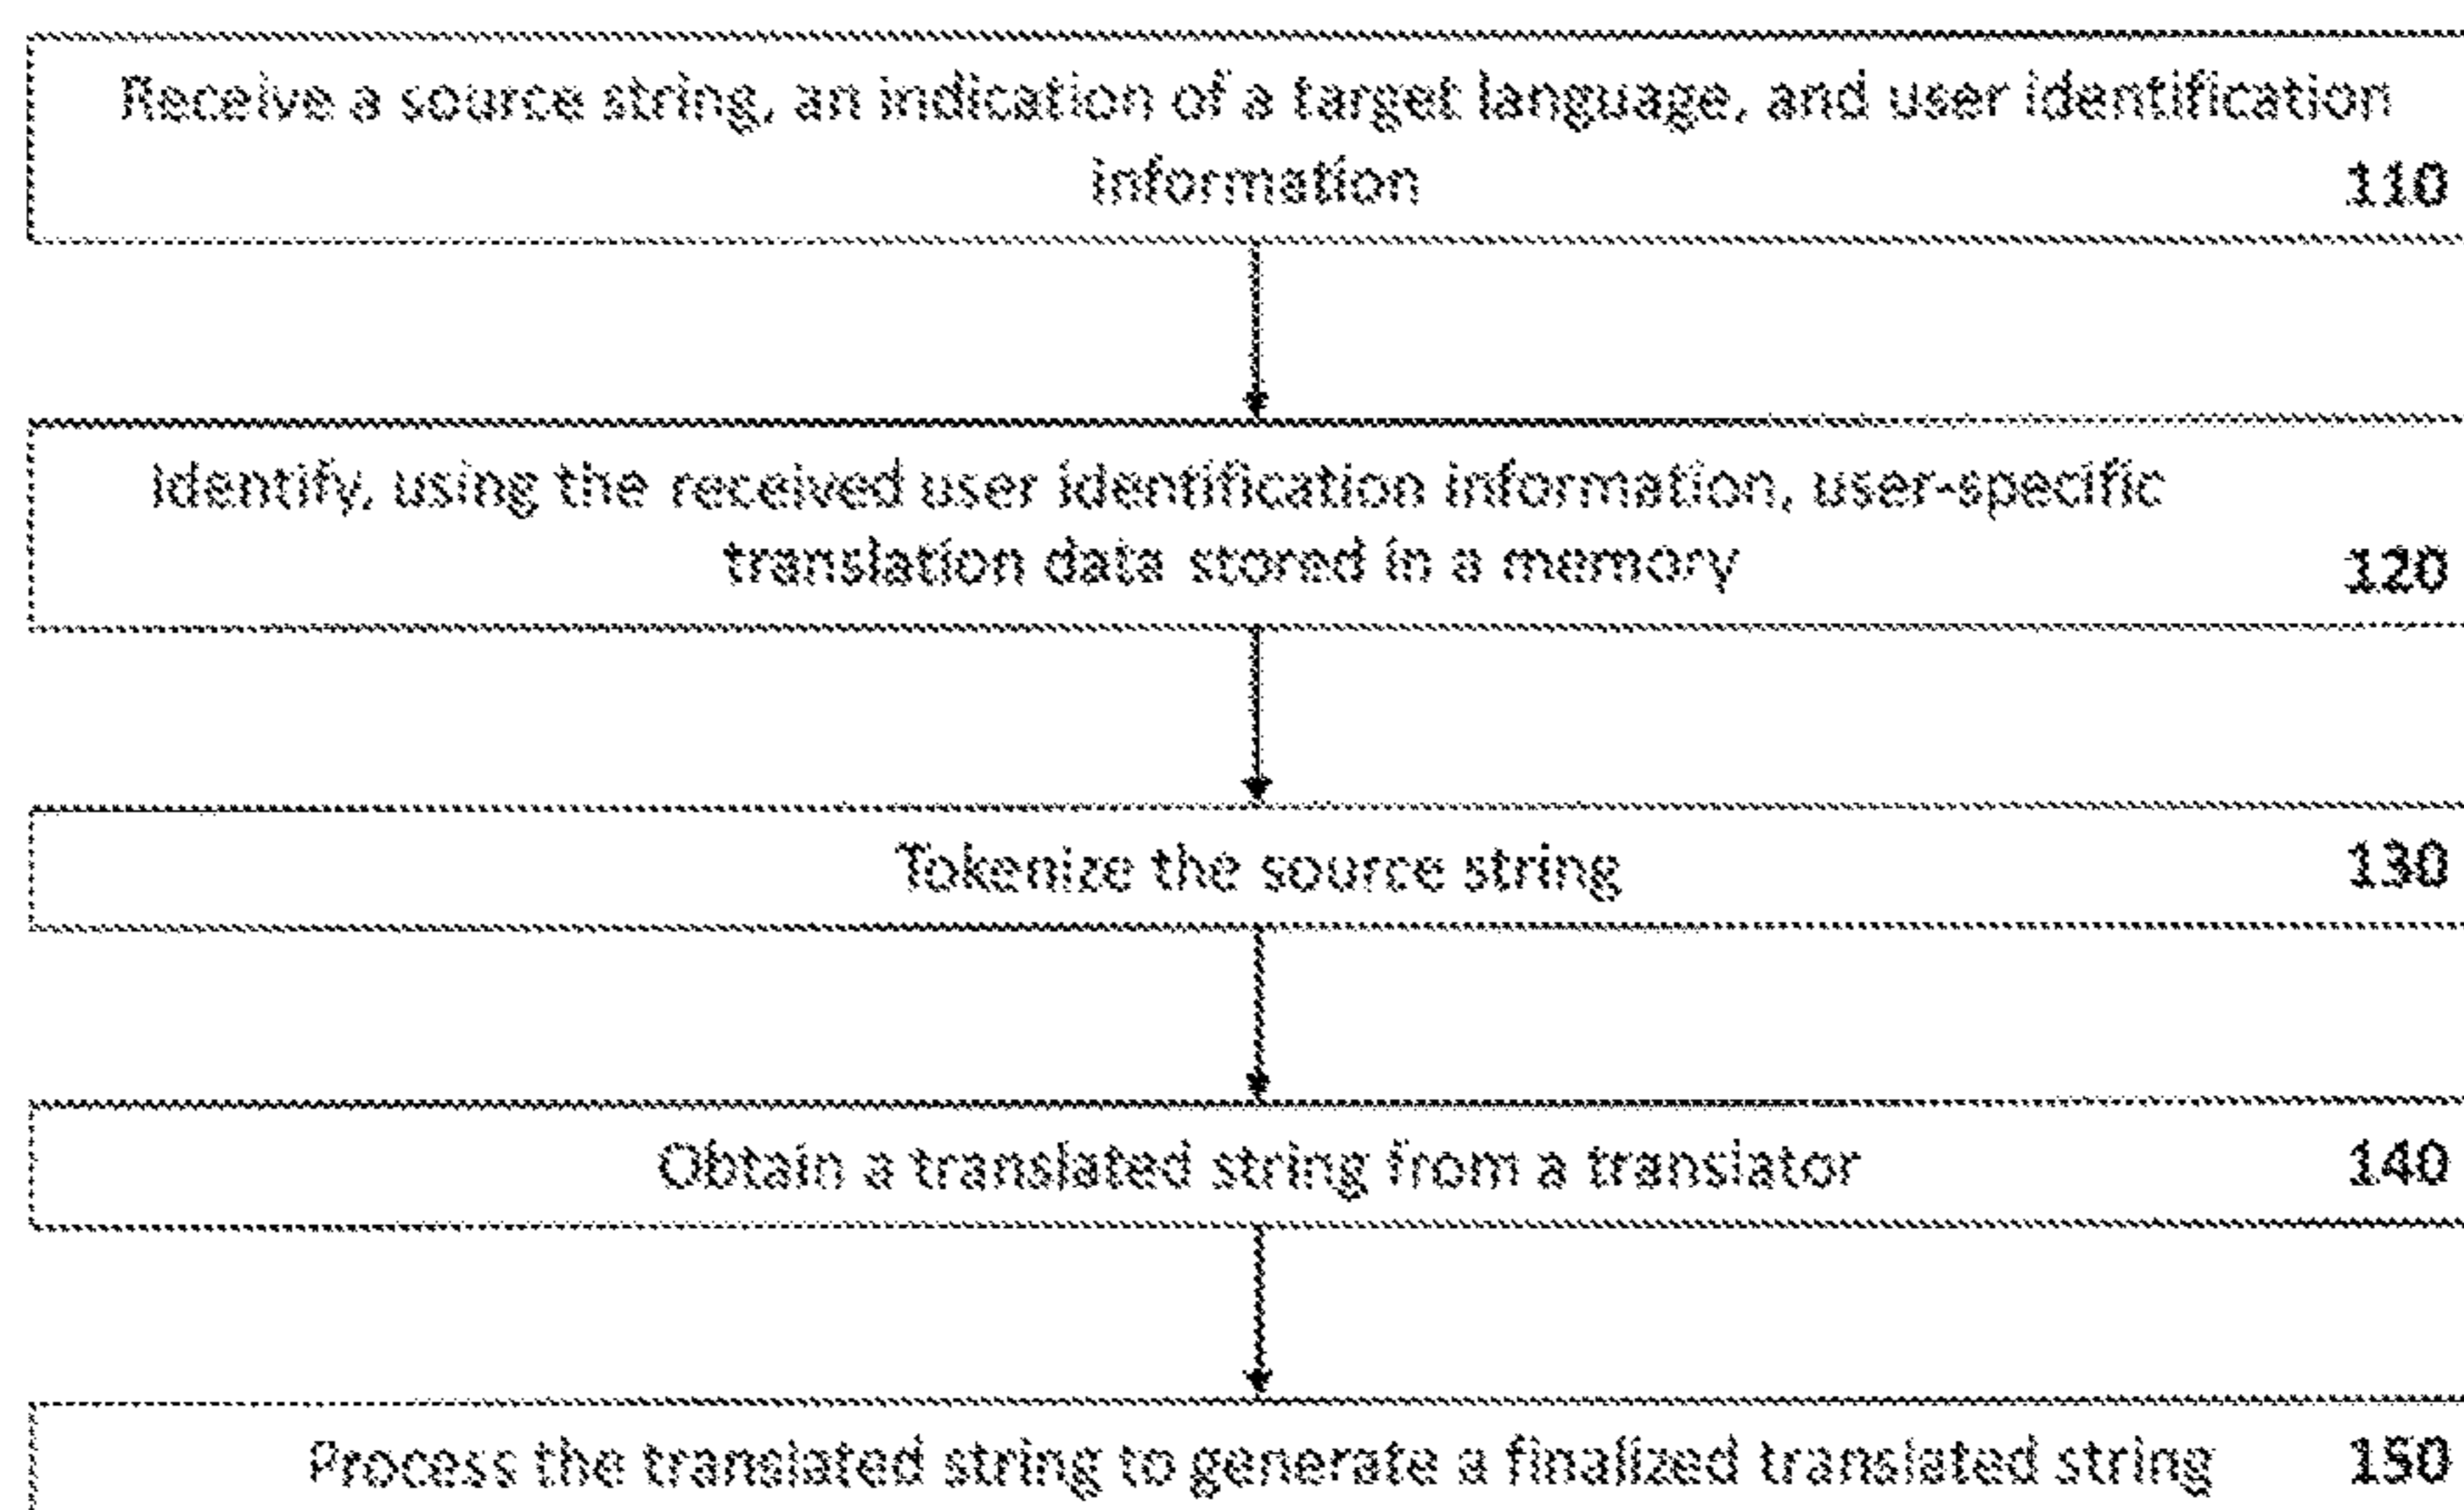 Receive a source string, an indication of a target language, and user identification
information 110
Identify, using the received user identification information, user-specific
translation data stored in a memory 120
Tokenize the source string 130
Obtain a translated string from a translator 140
Process the translated string to generate a finalized translated string 150